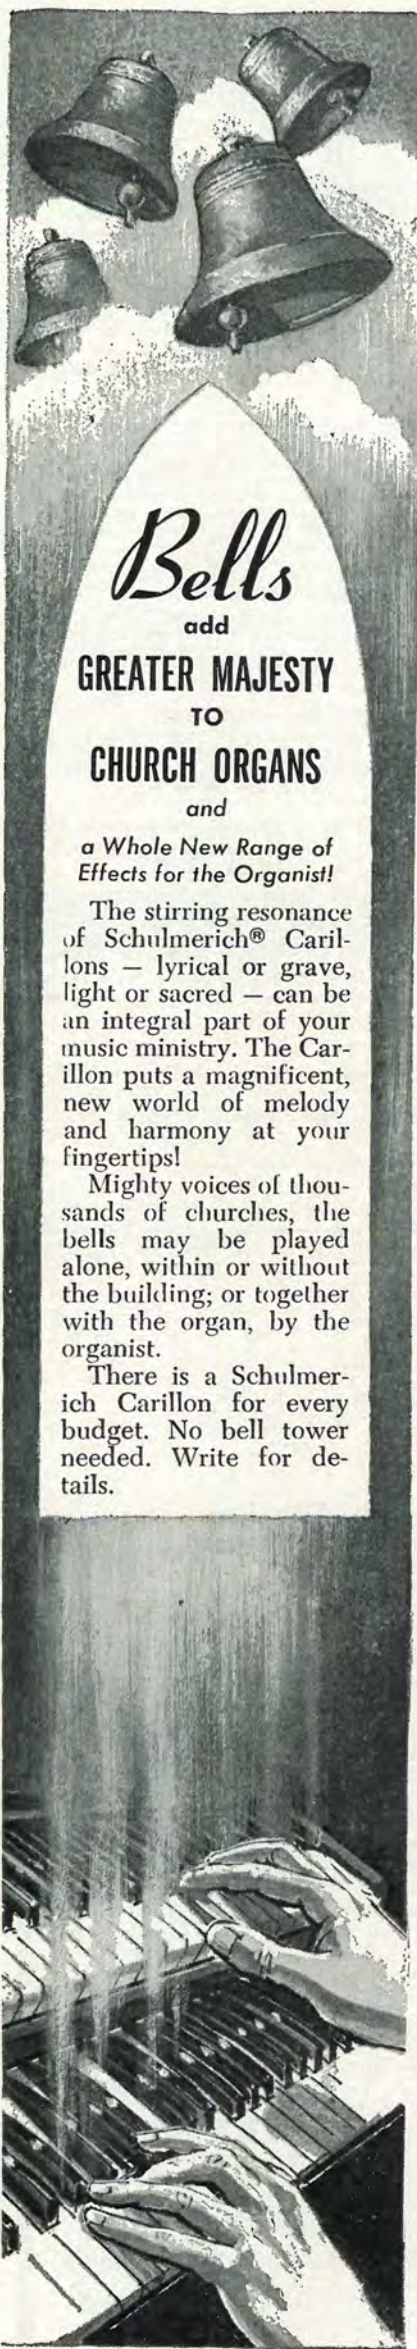 Bells
add
GREATER MAJESTY
TO
CHURCH ORGANS
and
a Whole New Range of
Effects for the Organist!
The stirring resonance
of Schulmerich® Caril-
lons — lyrical or grave,
light or sacred — can be
an integral part of your
music ministry. The Car-
illon puts a magnificent,
new world of melody
and harmony at your
fingertips!
Mighty voices of thou-
sands of churches, the
bells may be played
alone, within or without
the building; or together
with the organ, by the
organist.
There is a Schulmer-
ich Carillon for every
budget. No bell tower
needed. Write for de-
tails.